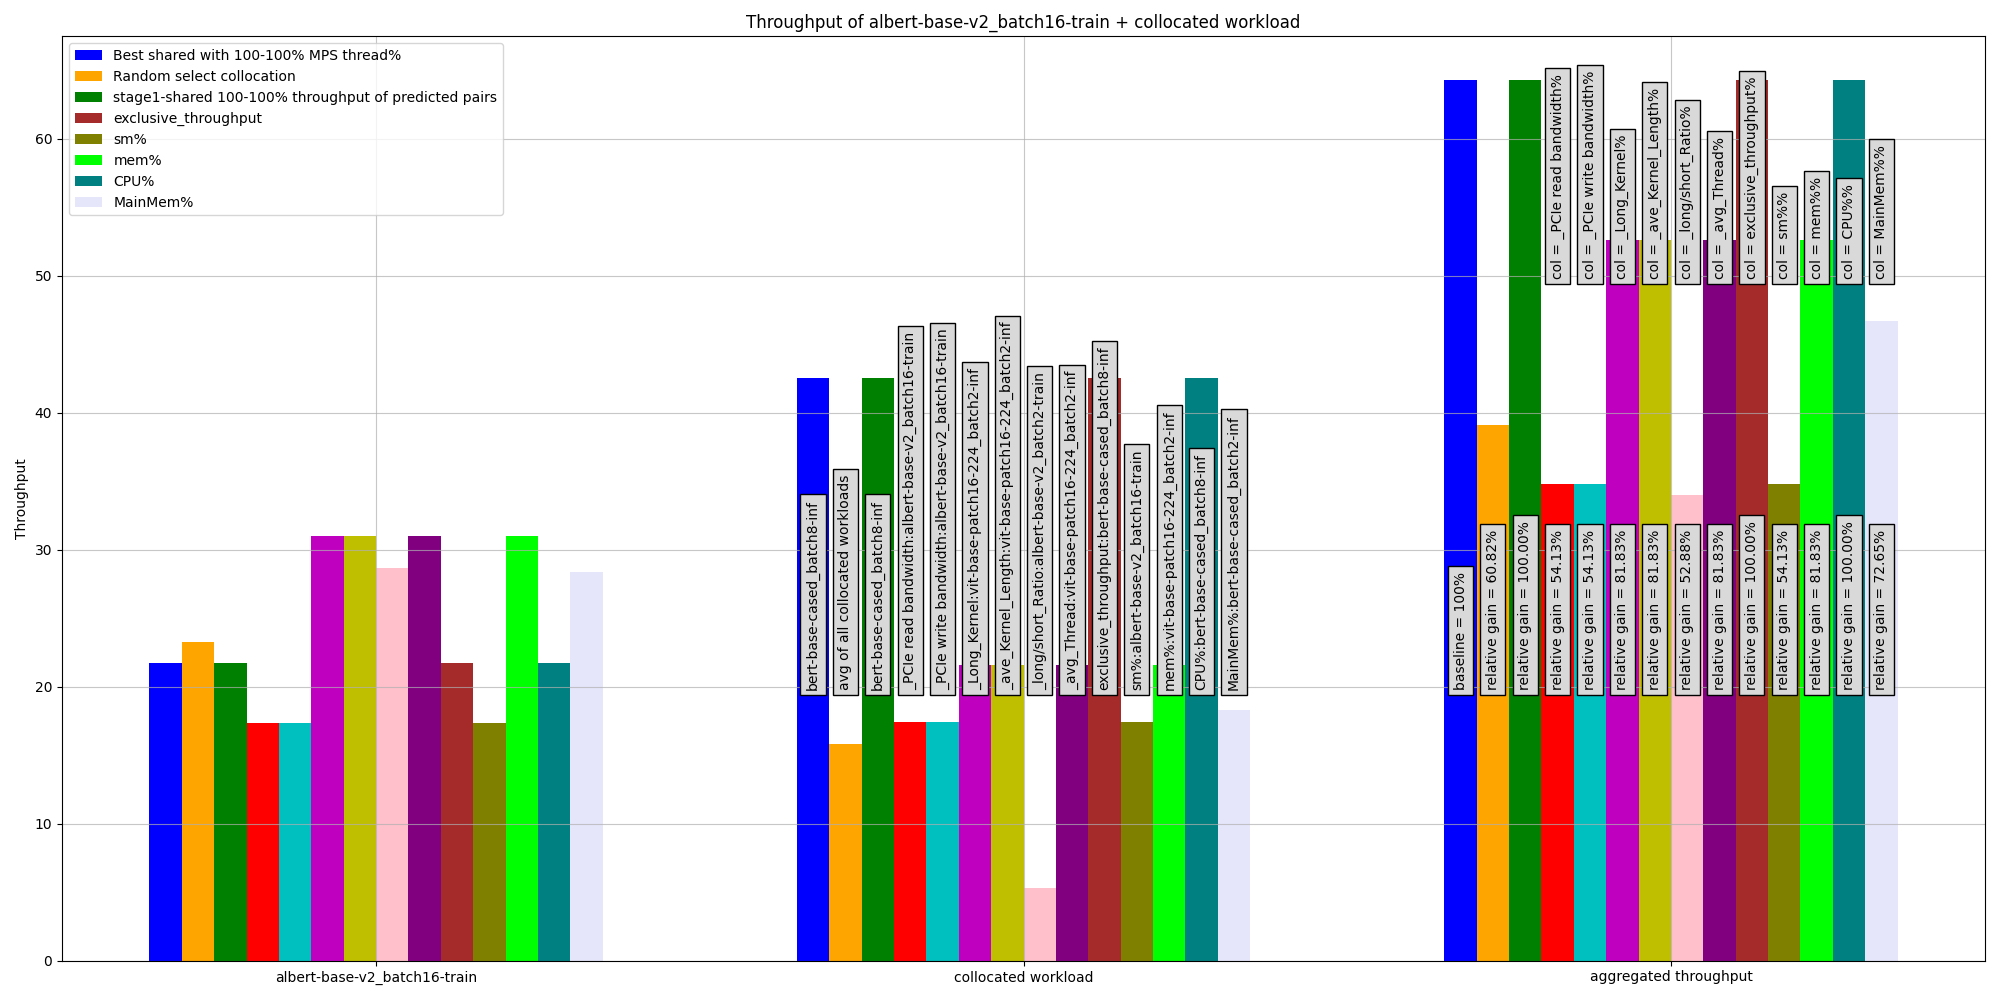 Throughput of albert-base-v2_batch16-train + collocated workload
Best shared with 100-100% MPS thread%
Random select collocation
stage1-shared 100-100% throughput of predicted pairs
exclusive_throughput
sm%
mem%
CPU%
MainMem%
Throughput
60
50
40
30
20
10
0
bert-base-cased_batch8-inf
avg of all collocated workloads
bert-base-cased_batch8-inf
_PCIe read bandwidth:albert-base-v2_batch16-train
_PCIe write bandwidth:albert-base-v2_batch16-train
_Long_Kernel:vit-base-patch16-224_batch2-inf
_ave_Kernel_Length:vit-base-patch16-224_batch2-inf
_long/short_Ratio:albert-base-v2_batch2-train
_avg_Thread:vit-base-patch16-224_batch2-inf
exclusive_throughput:bert-base-cased_batch8-inf
sm%:albert-base-v2_batch16-train
mem%:vit-base-patch16-224_batch2-inf
CPU%:bert-base-cased_batch8-inf
MainMem%:bert-base-cased_batch2-inf
col = _PCIe read bandwidth%
col = _PCIe write bandwidth%
col = _Long_Kernel%
col = _ave_Kernel_Length%
col = _long/short_Ratio%
col = _avg_Thread%
col = exclusive_throughput%
col = sm%%
col = mem%%
col = CPU%%
col = MainMem%%
baseline = 100%
relative gain = 60.82%
relative gain = 100.00%
relative gain = 54.13%
relative gain = 54.13%
relative gain = 81.83%
relative gain = 81.83%
relative gain = 52.88%
relative gain = 81.83%
relative gain = 100.00%
relative gain = 54.13%
relative gain = 81.83%
relative gain = 100.00%
relative gain = 72.65%
albert-base-v2_batch16-train
collocated workload
aggregated throughput